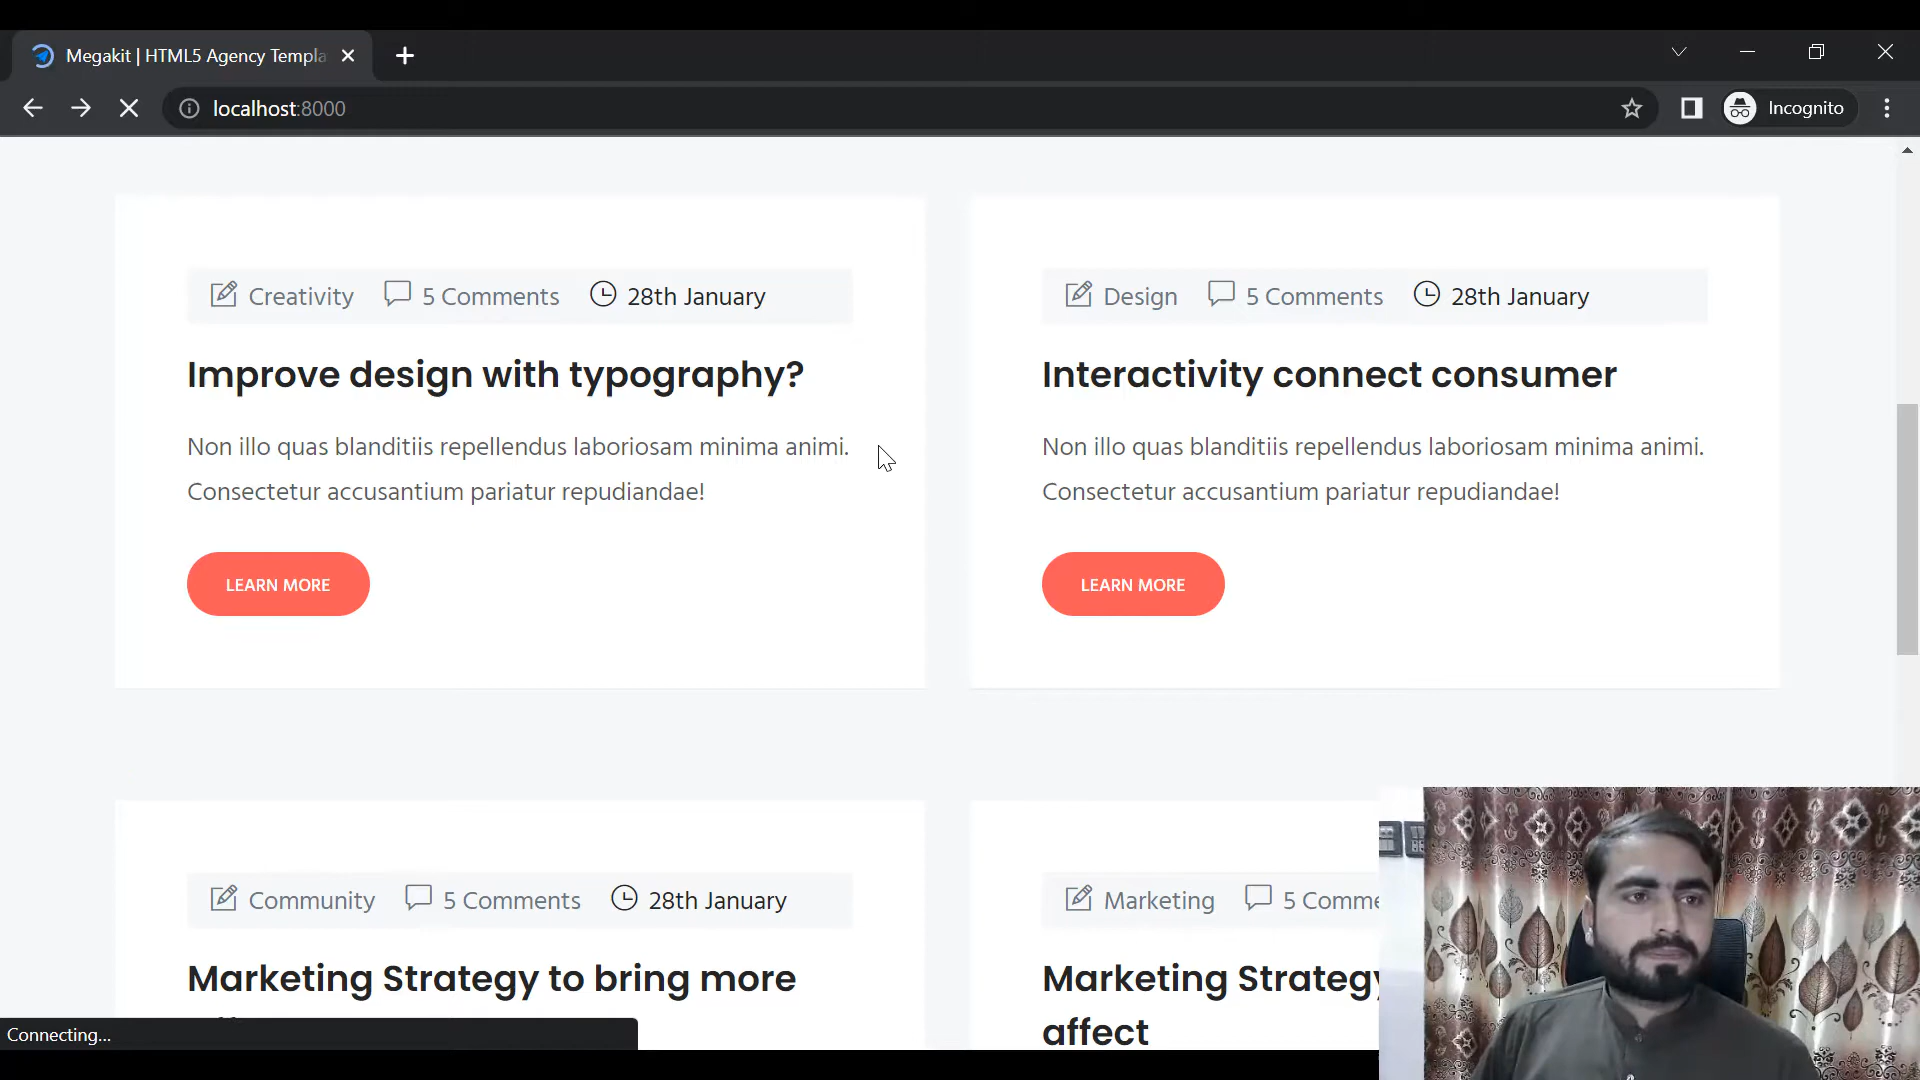 Megakit | HTML5 Agency Templa
Incognito
localhost:8000
Creativity 5 Comments 28th January
Improve design with typography?
Non illo quas blanditiis repellendus laboriosam minima animi.
Consectetur accusantium pariatur repudiandae!
LEARN MORE
Design 5 Comments 28th January
Interactivity connect consumer
Non illo quas blanditiis repellendus laboriosam minima animi.
Consectetur accusantium pariatur repudiandae!
LEARN MORE
Community 5 Comments 28th January
Marketing Strategy to bring more
Marketing 5 Comme
Marketing Strategy
affect
Connecting...